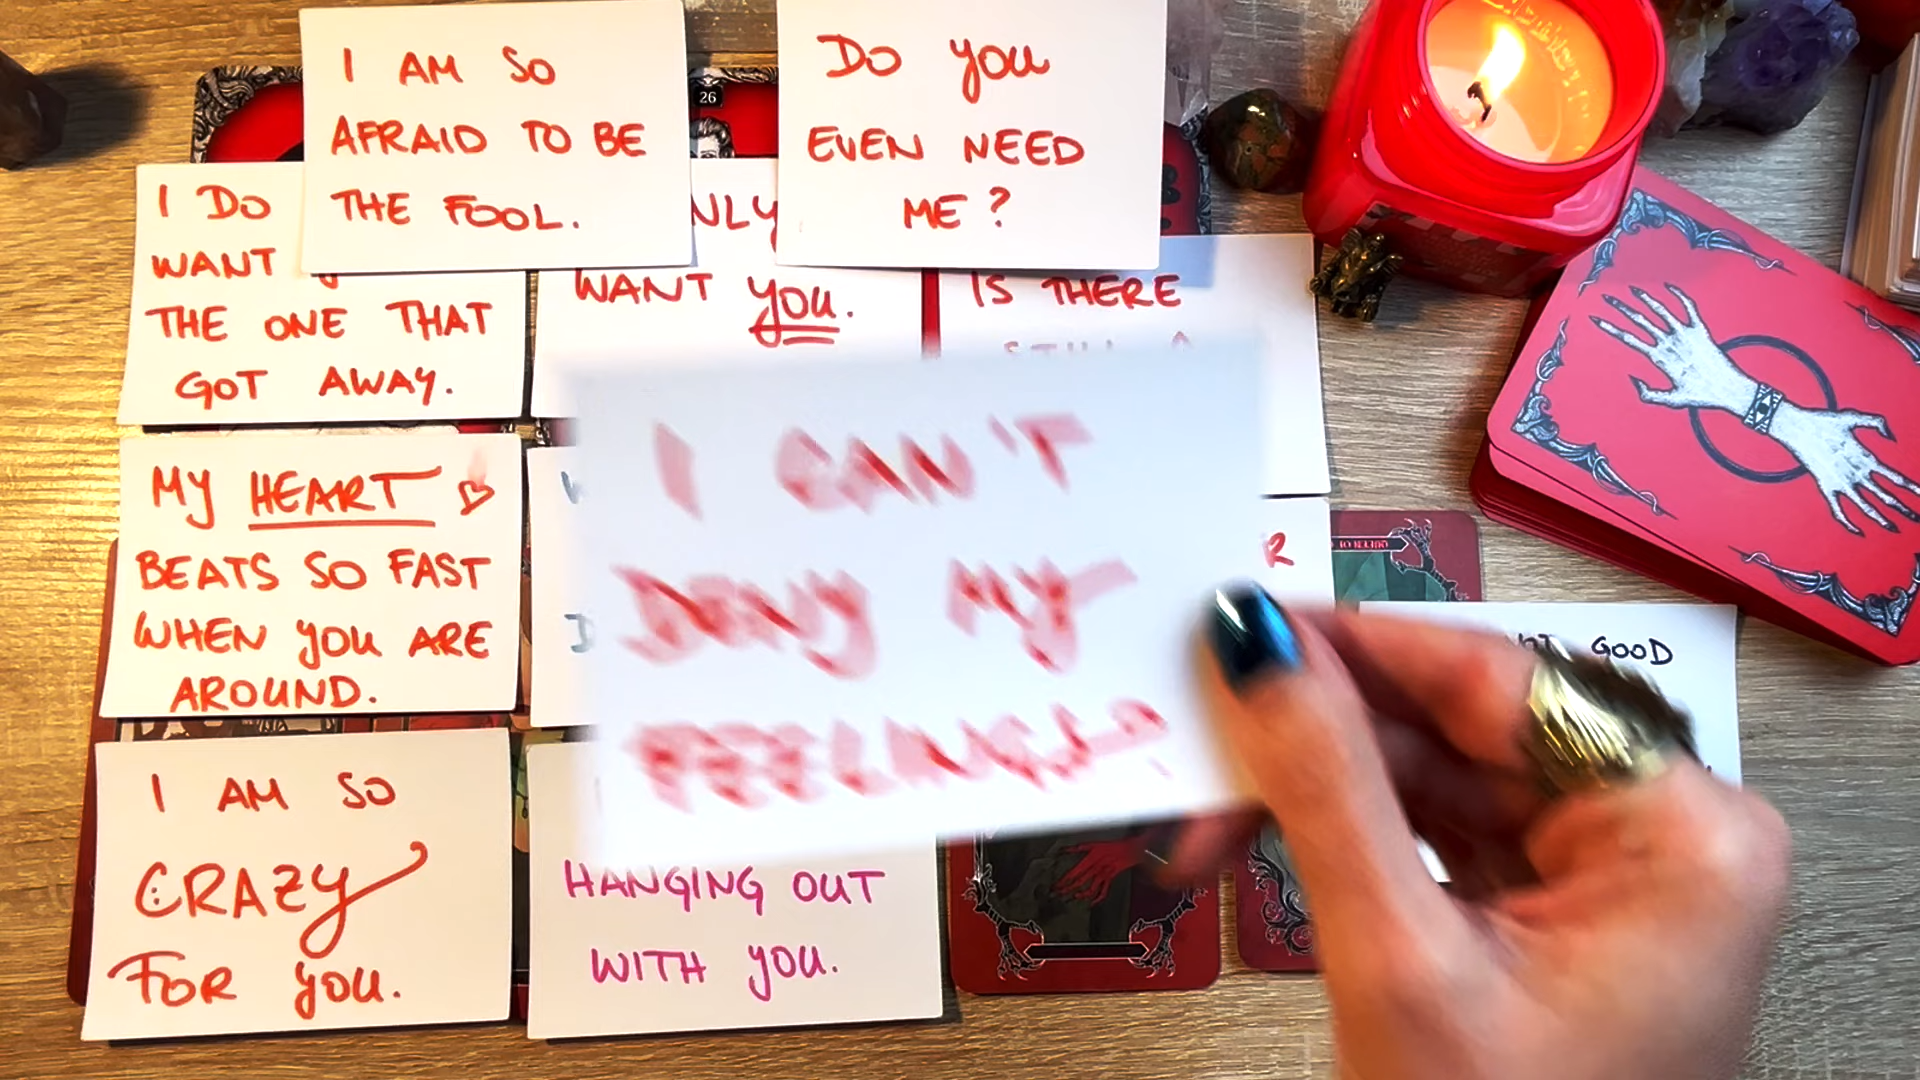 I AM SO
AFRAID TO BE
THE FOOL.
DO YOU
EVEN NEED
ME?
26
I DO
WANT
THE ONE THAT
GOT AWAY.
WANT YOU.
IS THERE
I CAN'T
DENY MY
FEELINGS?
MY HEART
BEATS SO FAST
WHEN YOU ARE
AROUND.
GOOD
I AM SO
CRAZY
FOR YOU.
HANGING OUT
WITH YOU.